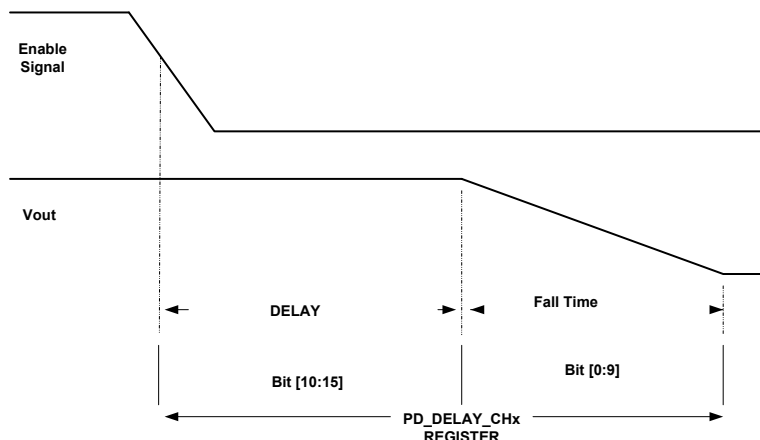 Enable
Signal
Vout
DELAY
Fall Time
Bit [10:15]
Bit [0:9]
PD_DELAY_CHx
REGISTER